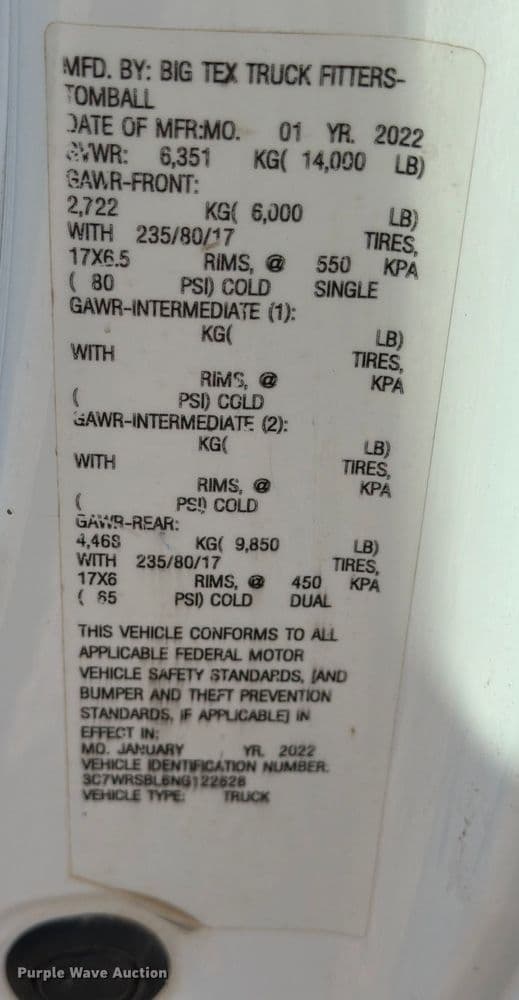 MFD. BY: BIG TEX TRUCK FITTERS-
TOMBALL
DATE OF MFR:MO. 01 YR. 2022
GVWR: 6,351 KG( 14,000 LB)
GAWR-FRONT:
2,722 KG( 6,000 LB)
WITH 235/80/17 TIRES,
17X6.5 RIMS, @ 550 KPA
( 80 PSI) COLD SINGLE
GAWR-INTERMEDIATE (1):
KG( LB)
WITH TIRES,
RIMS, @ KPA
( PSI) COLD
GAWR-INTERMEDIATE (2):
KG( LB)
WITH TIRES,
RIMS, @ KPA
( PSI) COLD
GAWR-REAR:
4,468 KG( 9,850 LB)
WITH 235/80/17 TIRES,
17X6 RIMS, @ 450 KPA
( 65 PSI) COLD DUAL
THIS VEHICLE CONFORMS TO ALL
APPLICABLE FEDERAL MOTOR
VEHICLE SAFETY STANDARDS, [AND
BUMPER AND THEFT PREVENTION
STANDARDS, IF APPLICABLE] IN
EFFECT IN:
MO. JANUARY YR. 2022
VEHICLE IDENTIFICATION NUMBER:
3C7WRSBL6NG122628
VEHICLE TYPE: TRUCK
Purple Wave Auction